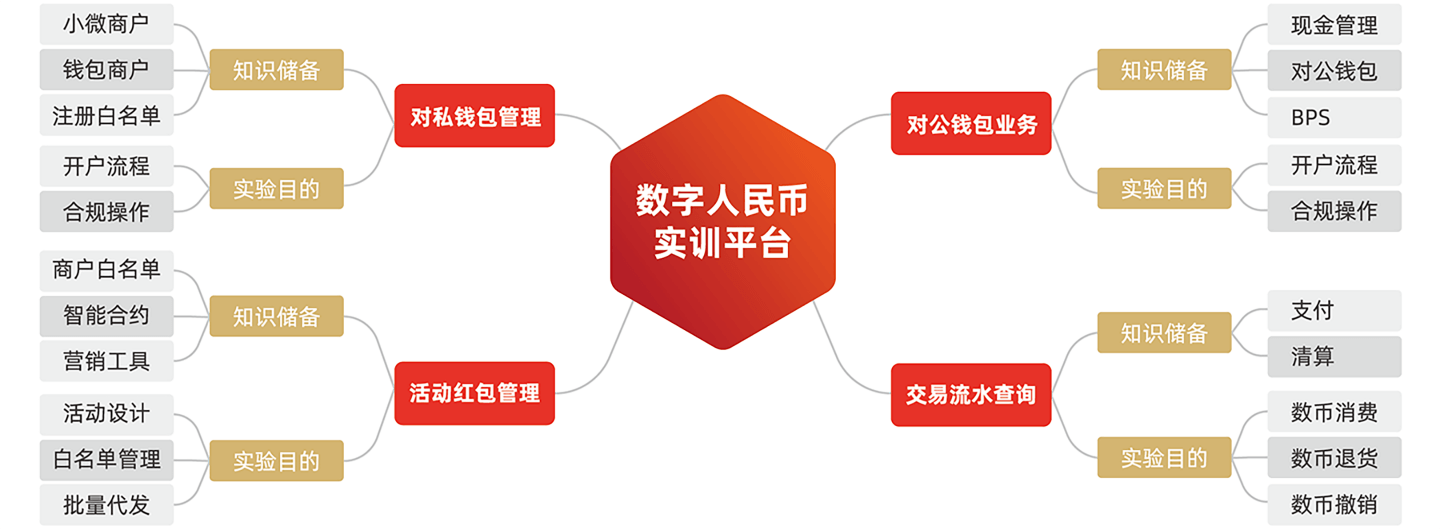 数字人民币
实训平台
对私钱包管理
知识储备
小微商户
钱包商户
注册白名单
实验目的
开户流程
合规操作
活动红包管理
知识储备
商户白名单
智能合约
营销工具
实验目的
活动设计
白名单管理
批量代发
对公钱包业务
知识储备
现金管理
对公钱包
BPS
实验目的
开户流程
合规操作
交易流水查询
知识储备
支付
清算
实验目的
数币消费
数币退货
数币撤销